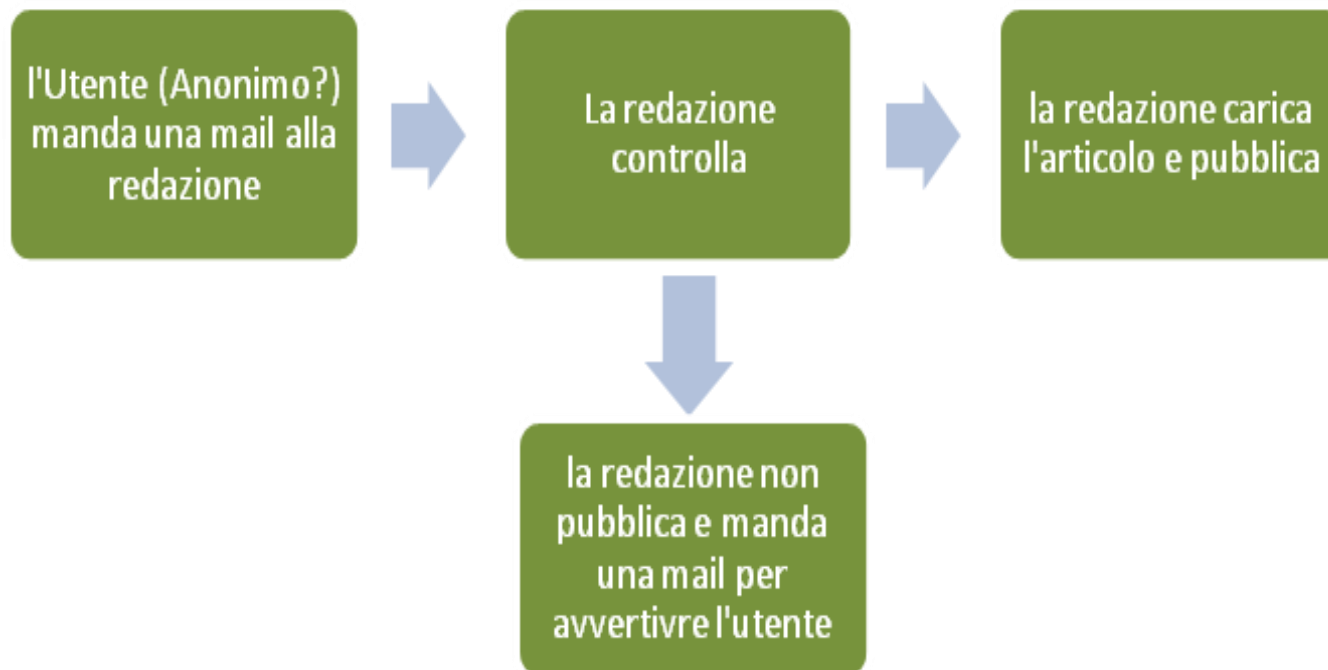 l'Utente (Anonimo?)
manda una mail alla
redazione
La redazione
controlla
la redazione carica
l'articolo e pubblica
la redazione non
pubblica e manda
una mail per
avvertivre l'utente